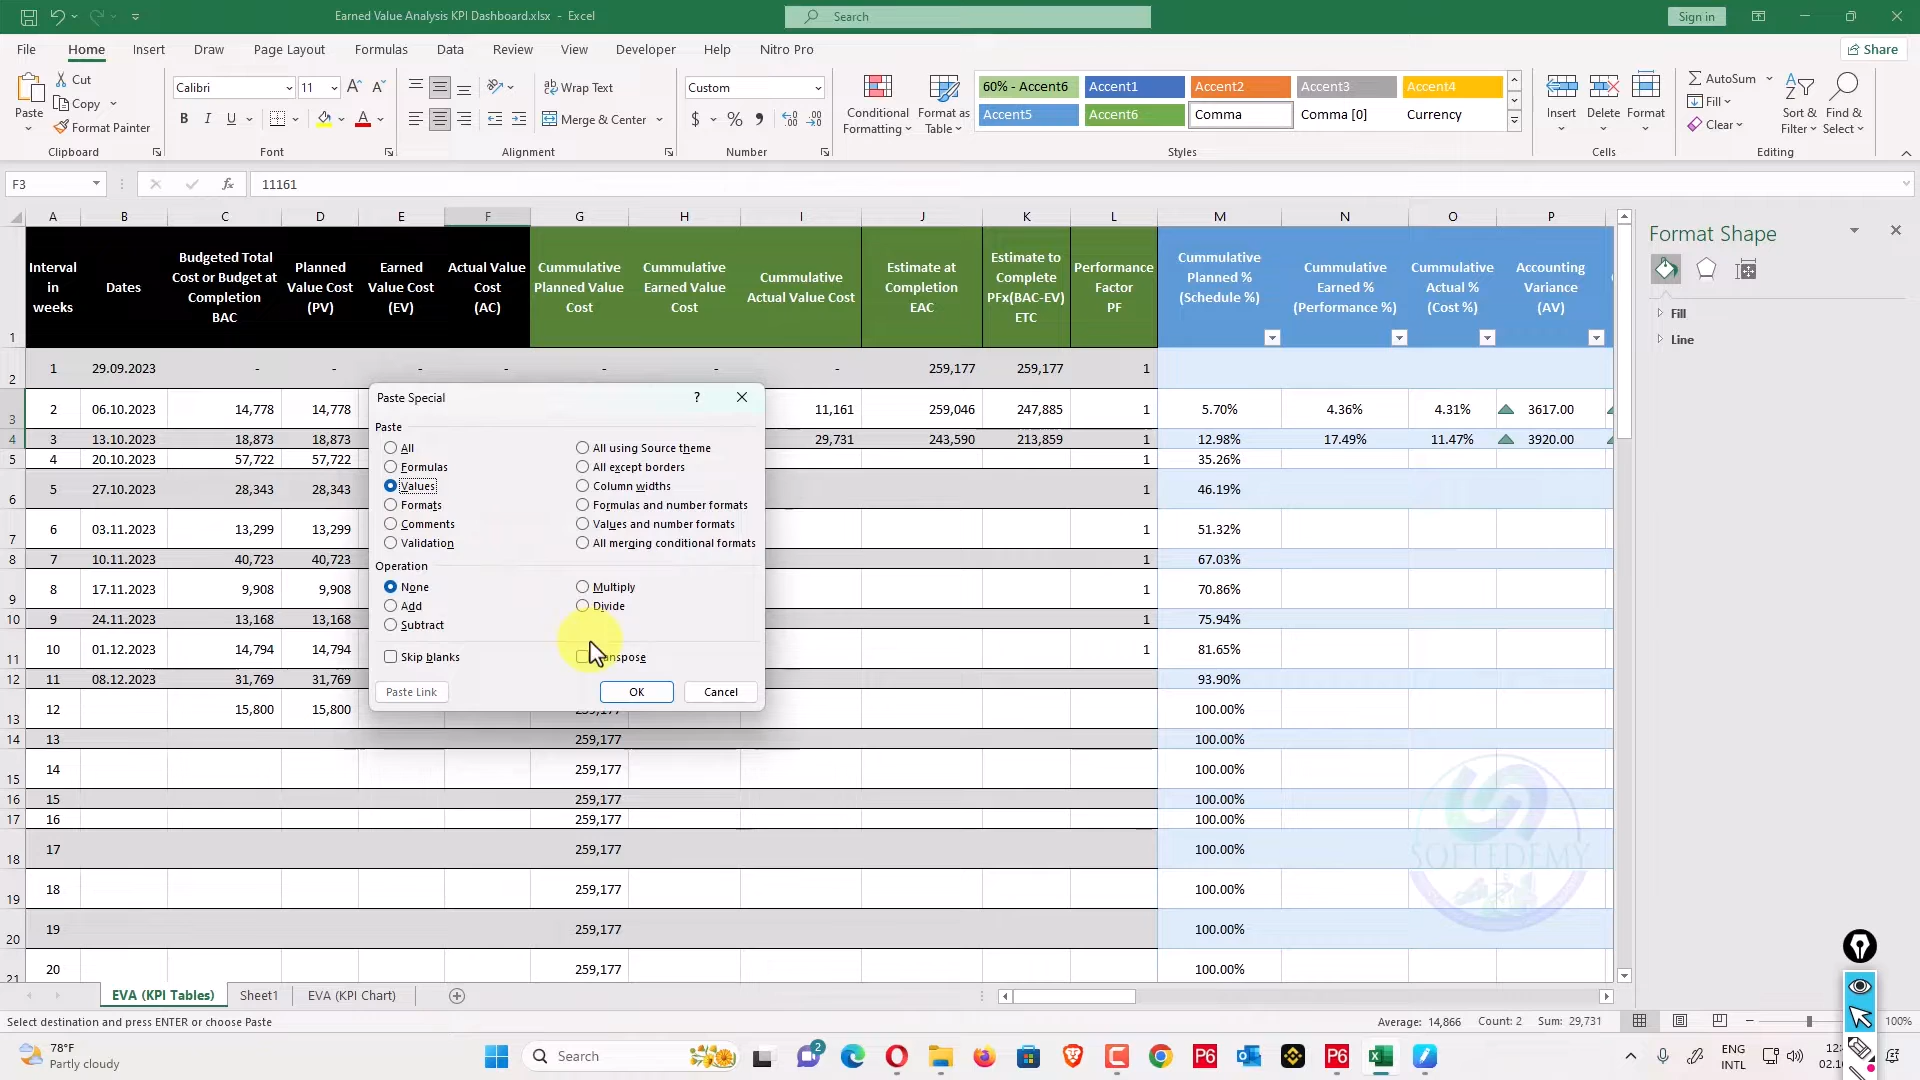 Earned Value Analysis KPI Dashboard.xlsx - Excel
Search
Sign in
File Home Insert Draw Page Layout Formulas Data Review View Developer Help Nitro Pro
Share
Paste
Cut
Copy
Format Painter
Clipboard
Calibri 11
B I U
Font
Wrap Text
Merge & Center
Alignment
Custom
$ % 9
Number
Conditional Formatting
Format as Table
60% - Accent6 Accent1 Accent2 Accent3 Accent4
Accent5 Accent6 Comma Comma [0] Currency
Styles
Insert Delete Format
Cells
AutoSum
Fill
Clear
Sort & Filter
Find & Select
Editing
F3 fx 11161
A B C D E F G H I J K L M N O P
1
Interval in weeks
Dates
Budgeted Total Cost or Budget at Completion BAC
Planned Value Cost (PV)
Earned Value Cost (EV)
Actual Value Cost (AC)
Cummulative Planned Value Cost
Cummulative Earned Value Cost
Cummulative Actual Value Cost
Estimate at Completion EAC
Estimate to Complete PFx(BAC-EV) ETC
Performance Factor PF
Cummulative Planned % (Schedule %)
Cummulative Earned % (Performance %)
Cummulative Actual % (Cost %)
Accounting Variance (AV)
2 1 29.09.2023 - - - - - - - 259,177 259,177 1
3 2 06.10.2023 14,778 14,778 11,161 259,046 247,885 1 5.70% 4.36% 4.31% 3617.00
4 3 13.10.2023 18,873 18,873 29,731 243,590 213,859 1 12.98% 17.49% 11.47% 3920.00
5 4 20.10.2023 57,722 57,722 1 35.26%
6 5 27.10.2023 28,343 28,343 1 46.19%
7 6 03.11.2023 13,299 13,299 1 51.32%
8 7 10.11.2023 40,723 40,723 1 67.03%
9 8 17.11.2023 9,908 9,908 1 70.86%
10 9 24.11.2023 13,168 13,168 1 75.94%
11 10 01.12.2023 14,794 14,794 1 81.65%
12 11 08.12.2023 31,769 31,769 93.90%
13 12 15,800 15,800 259,177 100.00%
14 13 259,177 100.00%
15 14 259,177 100.00%
16 15 259,177 100.00%
17 16 259,177 100.00%
18 17 259,177 100.00%
19 18 259,177 100.00%
20 19 259,177 100.00%
21 20 259,177 100.00%
Paste Special ?
Paste
All
Formulas
Values
Formats
Comments
Validation
All using Source theme
All except borders
Column widths
Formulas and number formats
Values and number formats
All merging conditional formats
Operation
None
Add
Subtract
Multiply
Divide
Skip blanks
Paste Link OK Cancel
Format Shape
Fill
Line
SOFTEDEMY
EVA (KPI Tables) Sheet1 EVA (KPI Chart)
Select destination and press ENTER or choose Paste
Average: 14,866 Count: 2 Sum: 29,731
100%
78°F
Partly cloudy
Search
2
P6
P6
ENG
INTL